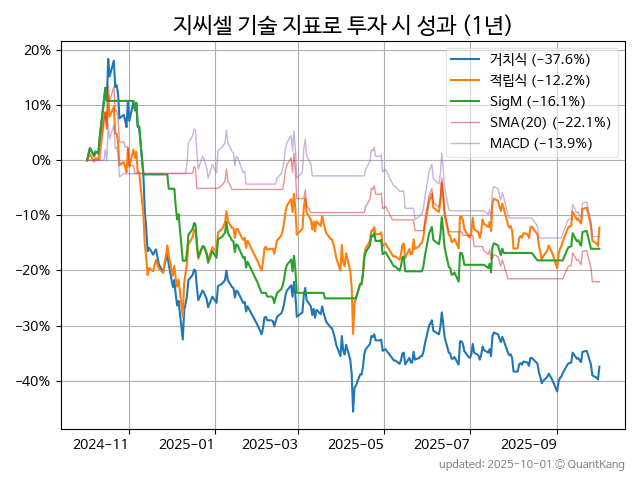 지씨셀 기술 지표로 투자 시 성과 (1년)
거치식 (−37.6%)
적립식 (−12.2%)
SigM (−16.1%)
SMA(20) (−22.1%)
MACD (−13.9%)
20%
10%
0%
−10%
−20%
−30%
−40%
2024-11
2025-01
2025-03
2025-05
2025-07
2025-09
updated: 2025-10-01 © QuantKang